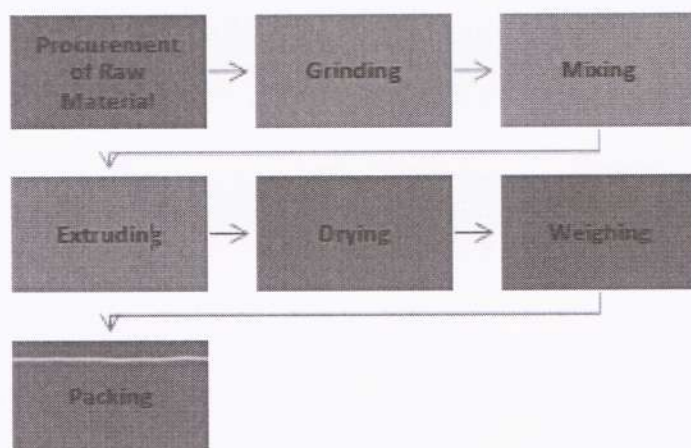 Procurement
of Raw
Material
Grinding
Mixing
Extruding
Drying
Weighing
Packing